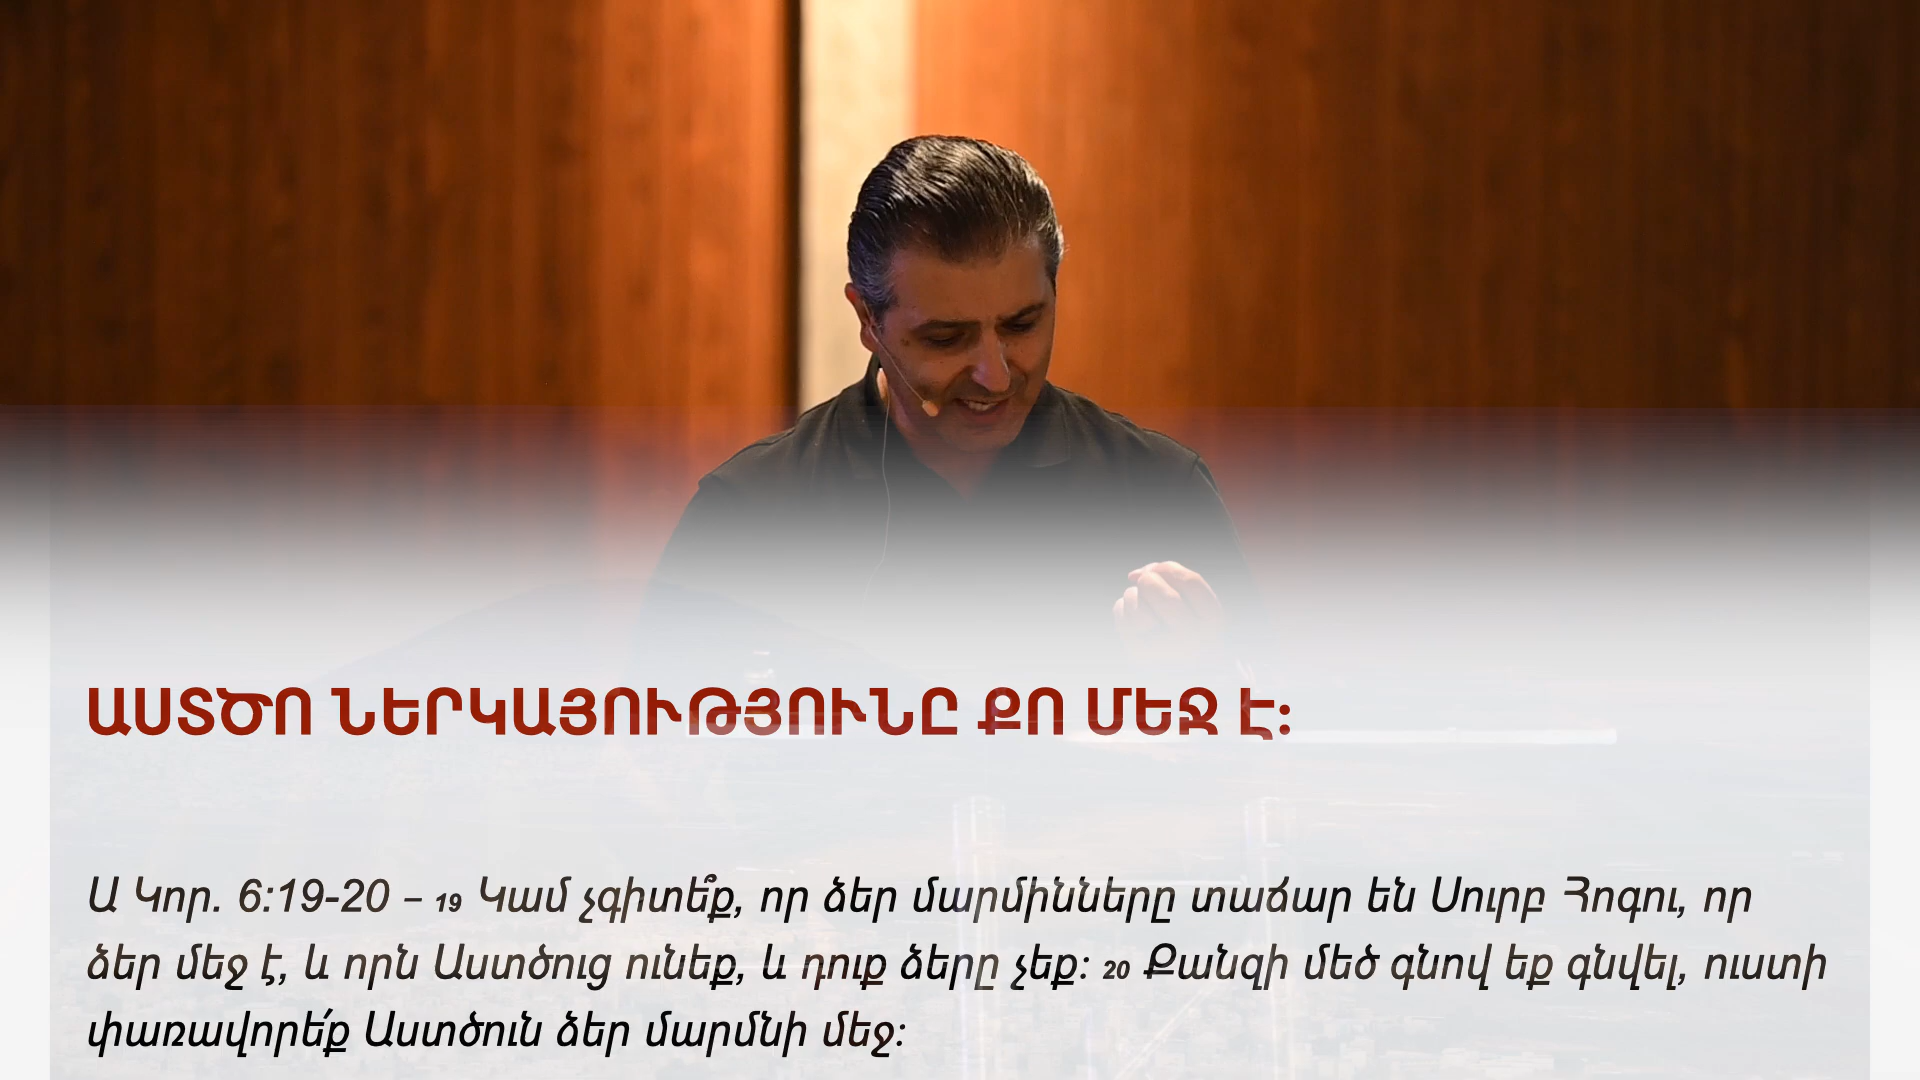 ԱՍՏԾՈ ՆԵՐԿԱՅՈՒԹՅՈՒՆԸ ՔՈ ՄԵՋ Է:
Ա Կոր. 6:19-20 – 19 Կամ չգիտե՞ք, որ ձեր մարմինները տաճար են Սուրբ Հոգու, որ
ձեր մեջ է, և որն Աստծուց ունեք, և դուք ձերը չեք: 20 Քանզի մեծ գնով եք գնվել, ուստի
փառավորե՛ք Աստծուն ձեր մարմնի մեջ: